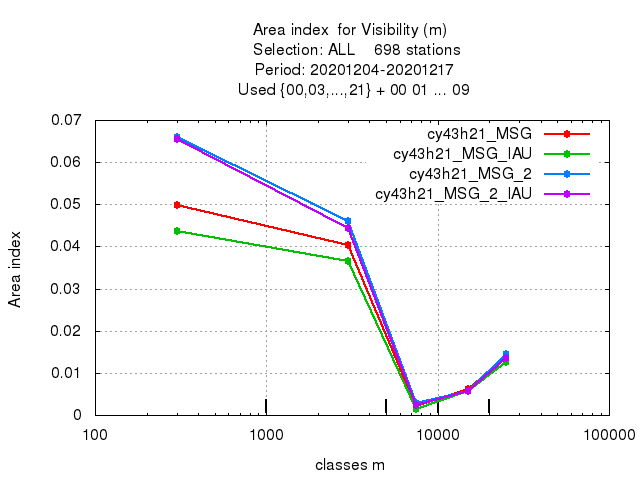 Area index for Visibility (m)
Selection: ALL 698 stations
Period: 20201204-20201217
Used {00,03,...,21} + 00 01 ... 09
0.07
0.06
0.05
0.04
0.03
0.02
0.01
0
Area index
cy43h21_MSG
cy43h21_MSG_IAU
cy43h21_MSG_2
cy43h21_MSG_2_IAU
100 1000 10000 100000
classes m